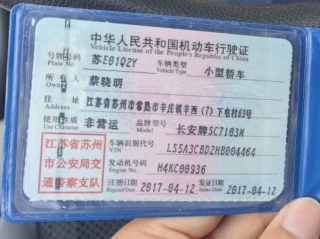 中华人民共和国机动车行驶证
Vehicle License of the People's Republic of China
号牌号码 苏E01Q2Y 车辆类型 小型轿车
Plate No. Vehicle Type
所有人 蔡晓明
Owner
住址 江苏省苏州市常熟市辛庄镇辛西(7)下屯村69号
Address
使用性质 非营运 品牌型号 长安牌SC7103M
Use Character
江苏省苏州 车辆识别代号 LS5A3CBD2HB004464
VIN
市公安局交 发动机号码 H4KC00936
Engine No.
通警察支队 注册日期 2017-04-12 发证日期 2017-04-12
Register Date Issue Date